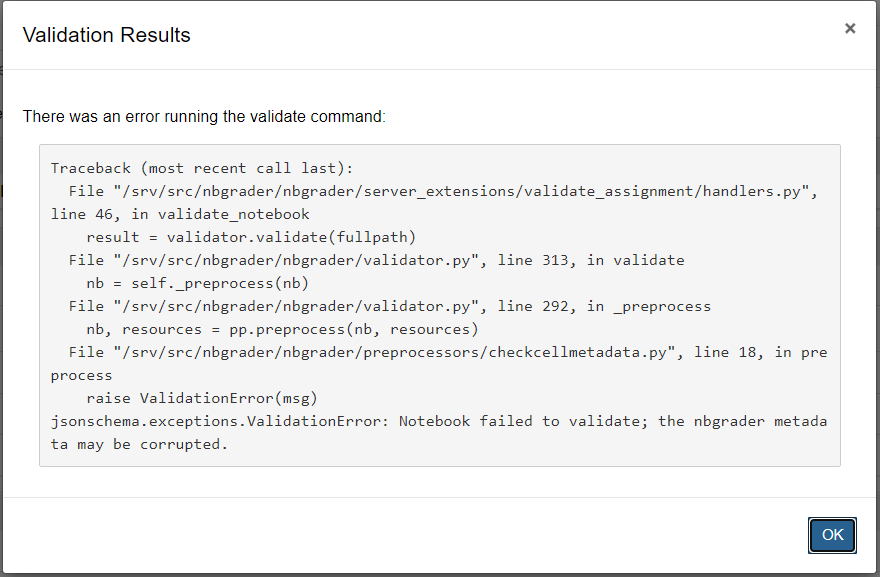 Validation Results
×
There was an error running the validate command:
Traceback (most recent call last):
  File "/srv/src/nbgrader/nbgrader/server_extensions/validate_assignment/handlers.py",
line 46, in validate_notebook
    result = validator.validate(fullpath)
  File "/srv/src/nbgrader/nbgrader/validator.py", line 313, in validate
    nb = self._preprocess(nb)
  File "/srv/src/nbgrader/nbgrader/validator.py", line 292, in _preprocess
    nb, resources = pp.preprocess(nb, resources)
  File "/srv/src/nbgrader/nbgrader/preprocessors/checkcellmetadata.py", line 18, in pre
process
    raise ValidationError(msg)
jsonschema.exceptions.ValidationError: Notebook failed to validate; the nbgrader metada
ta may be corrupted.
OK